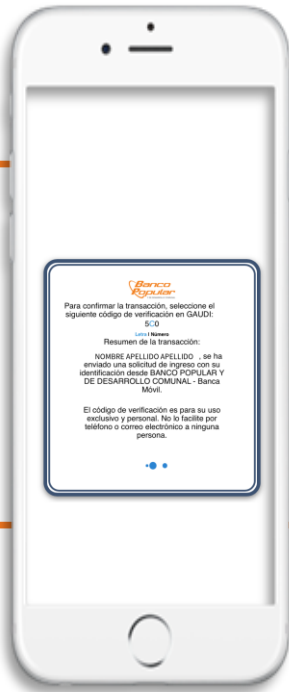 Banco
Popular
Para confirmar la transacción, seleccione el
siguiente código de verificación en GAUDI:
5C0
Letra | Número
Resumen de la transacción:
NOMBRE APELLIDO APELLIDO , se ha
enviado una solicitud de ingreso con su
identificación desde BANCO POPULAR Y
DE DESARROLLO COMUNAL - Banca
Móvil.
El código de verificación es para su uso
exclusivo y personal. No lo facilite por
teléfono o correo electrónico a ninguna
persona.